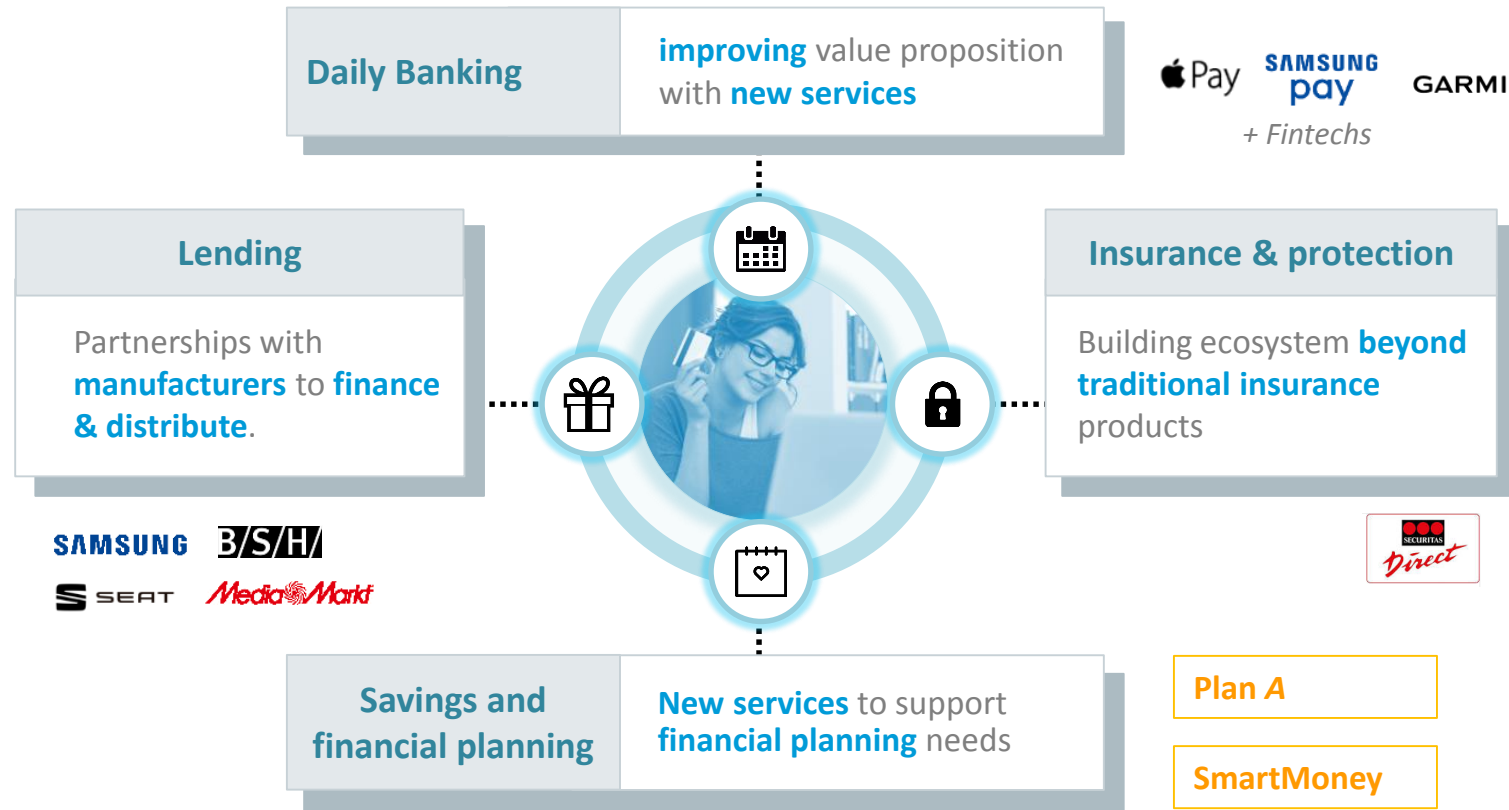 Daily Banking
improving value proposition
with new services
Pay
SAMSUNG
pay
GARMI
+ Fintechs
Lending
Partnerships with
manufacturers to finance
& distribute.
Insurance & protection
Building ecosystem beyond
traditional insurance
products
SAMSUNG
B/S/H/
SEAT
MediaMarkt
SECURITAS
Direct
Savings and
financial planning
New services to support
financial planning needs
Plan A
SmartMoney